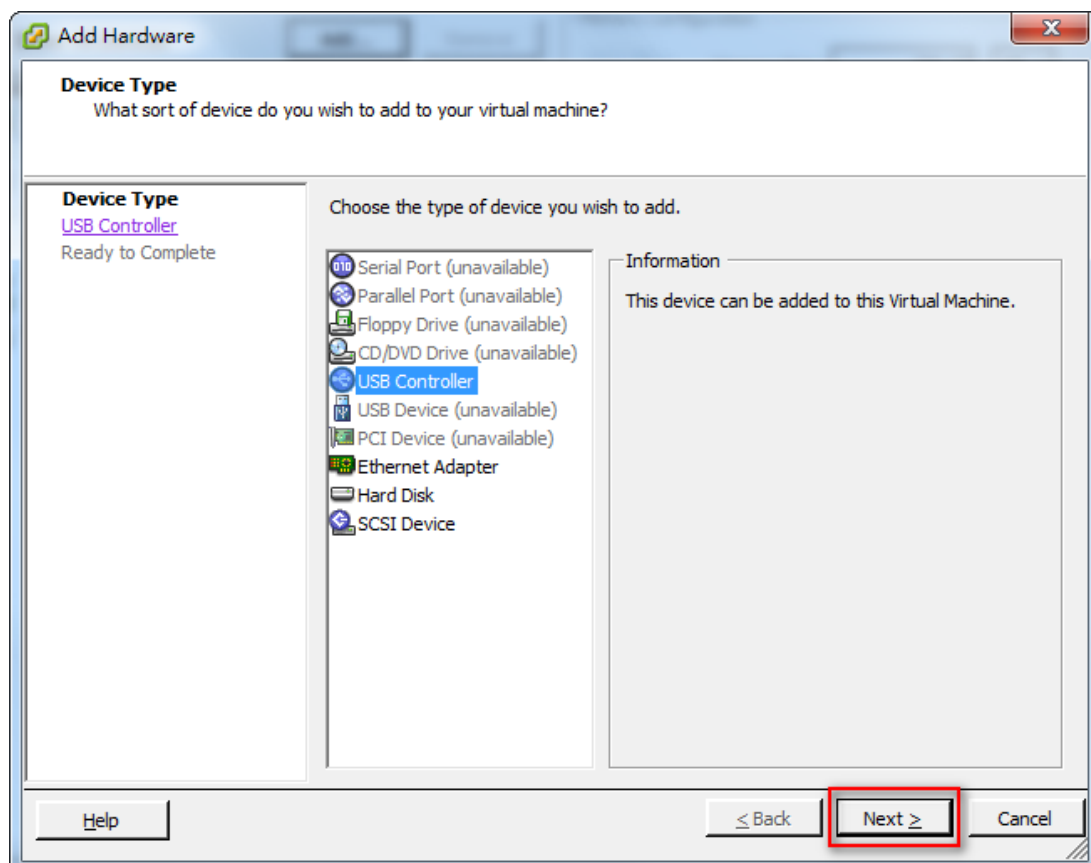 Add Hardware
Device Type
What sort of device do you wish to add to your virtual machine?
Device Type
USB Controller
Ready to Complete
Choose the type of device you wish to add.
Serial Port (unavailable)
Parallel Port (unavailable)
Floppy Drive (unavailable)
CD/DVD Drive (unavailable)
USB Controller
USB Device (unavailable)
PCI Device (unavailable)
Ethernet Adapter
Hard Disk
SCSI Device
Information
This device can be added to this Virtual Machine.
Help
< Back
Next >
Cancel